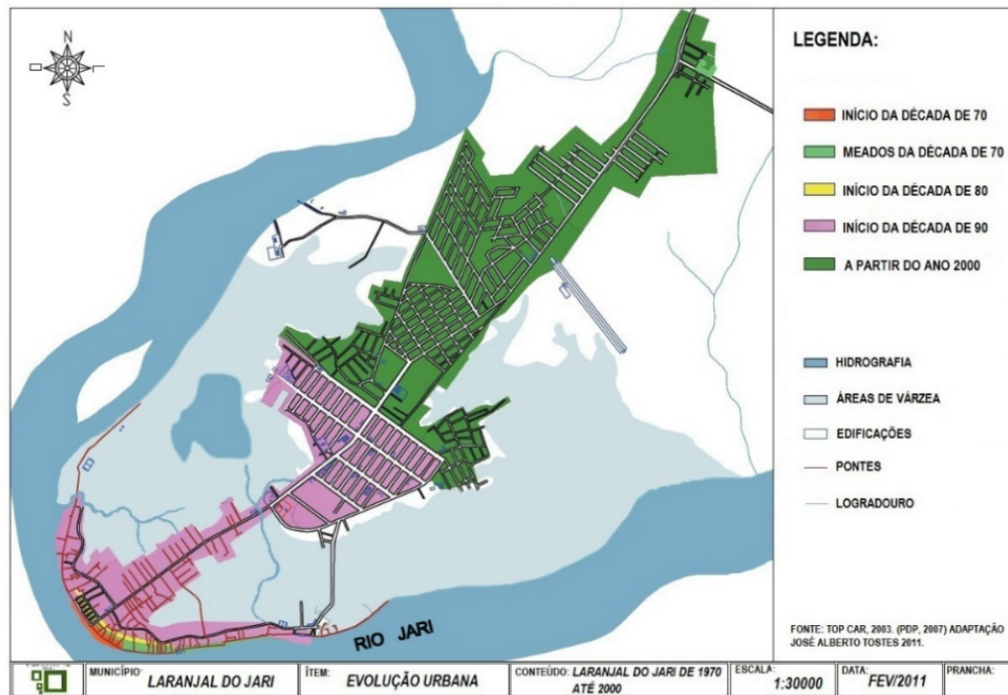 N
S
LEGENDA:
INÍCIO DA DÉCADA DE 70
MEADOS DA DÉCADA DE 70
INÍCIO DA DÉCADA DE 80
INÍCIO DA DÉCADA DE 90
A PARTIR DO ANO 2000
HIDROGRAFIA
ÁREAS DE VÁRZEA
EDIFICAÇÕES
PONTES
LOGRADOURO
RIO JARI
FONTE: TOP CAR, 2003. (PDP, 2007) ADAPTAÇÃO
JOSÉ ALBERTO TOSTES 2011.
MUNICÍPIO: LARANJAL DO JARI
ÍTEM: EVOLUÇÃO URBANA
CONTEÚDO: LARANJAL DO JARI DE 1970
ATÉ 2000
ESCALA: 1:30000
DATA: FEV/2011
PRANCHA: